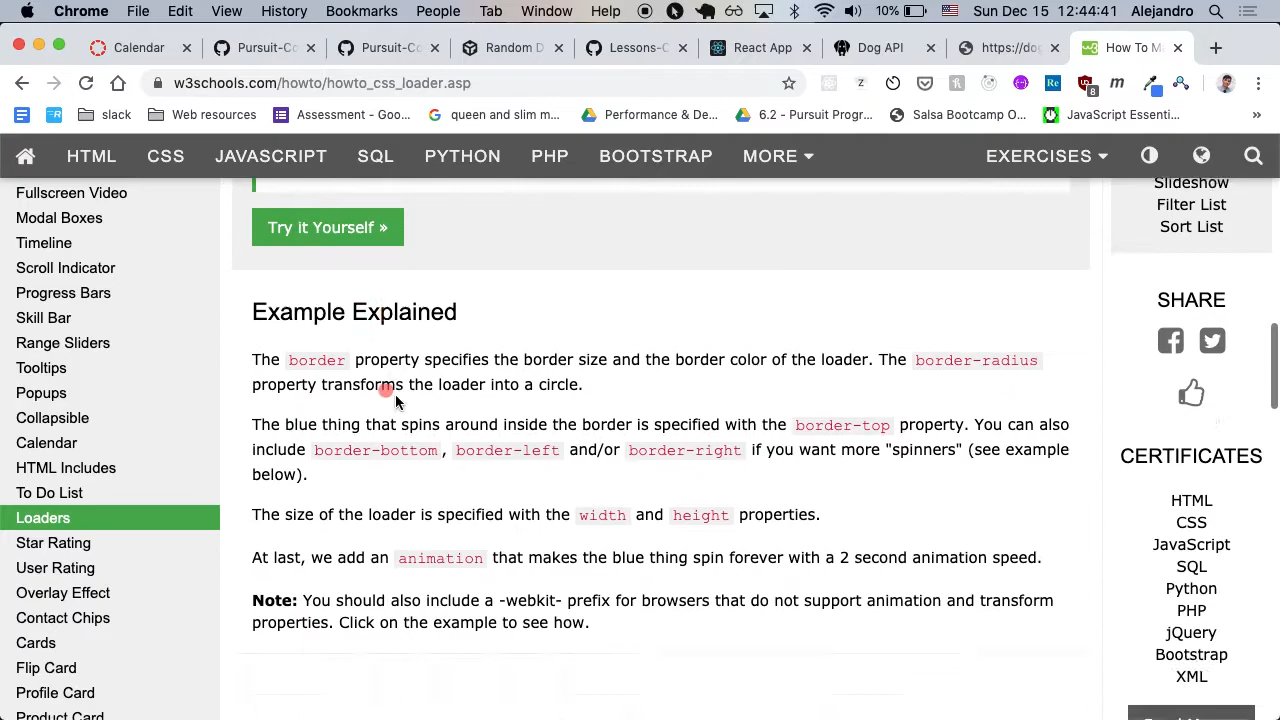 Chrome File Edit View History Bookmarks People Tab Window Help 10% Sun Dec 15 12:44:41 Alejandro
Calendar Pursuit-Co Pursuit-Co Random D Lessons-C React App Dog API https://dog How To Ma
w3schools.com/howto/howto_css_loader.asp Z Re 8 m
slack Web resources Assessment - Goo... queen and slim m... Performance & De... 6.2 - Pursuit Progr... Salsa Bootcamp O... JavaScript Essenti... »
HTML CSS JAVASCRIPT SQL PYTHON PHP BOOTSTRAP MORE EXERCISES
Fullscreen Video
Modal Boxes
Timeline
Scroll Indicator
Progress Bars
Skill Bar
Range Sliders
Tooltips
Popups
Collapsible
Calendar
HTML Includes
To Do List
Loaders
Star Rating
User Rating
Overlay Effect
Contact Chips
Cards
Flip Card
Profile Card
Product Card
Try it Yourself »
Example Explained
The border property specifies the border size and the border color of the loader. The border-radius
property transforms the loader into a circle.
The blue thing that spins around inside the border is specified with the border-top property. You can also
include border-bottom, border-left and/or border-right if you want more "spinners" (see example
below).
The size of the loader is specified with the width and height properties.
At last, we add an animation that makes the blue thing spin forever with a 2 second animation speed.
Note: You should also include a -webkit- prefix for browsers that do not support animation and transform
properties. Click on the example to see how.
Slideshow
Filter List
Sort List
SHARE
CERTIFICATES
HTML
CSS
JavaScript
SQL
Python
PHP
jQuery
Bootstrap
XML